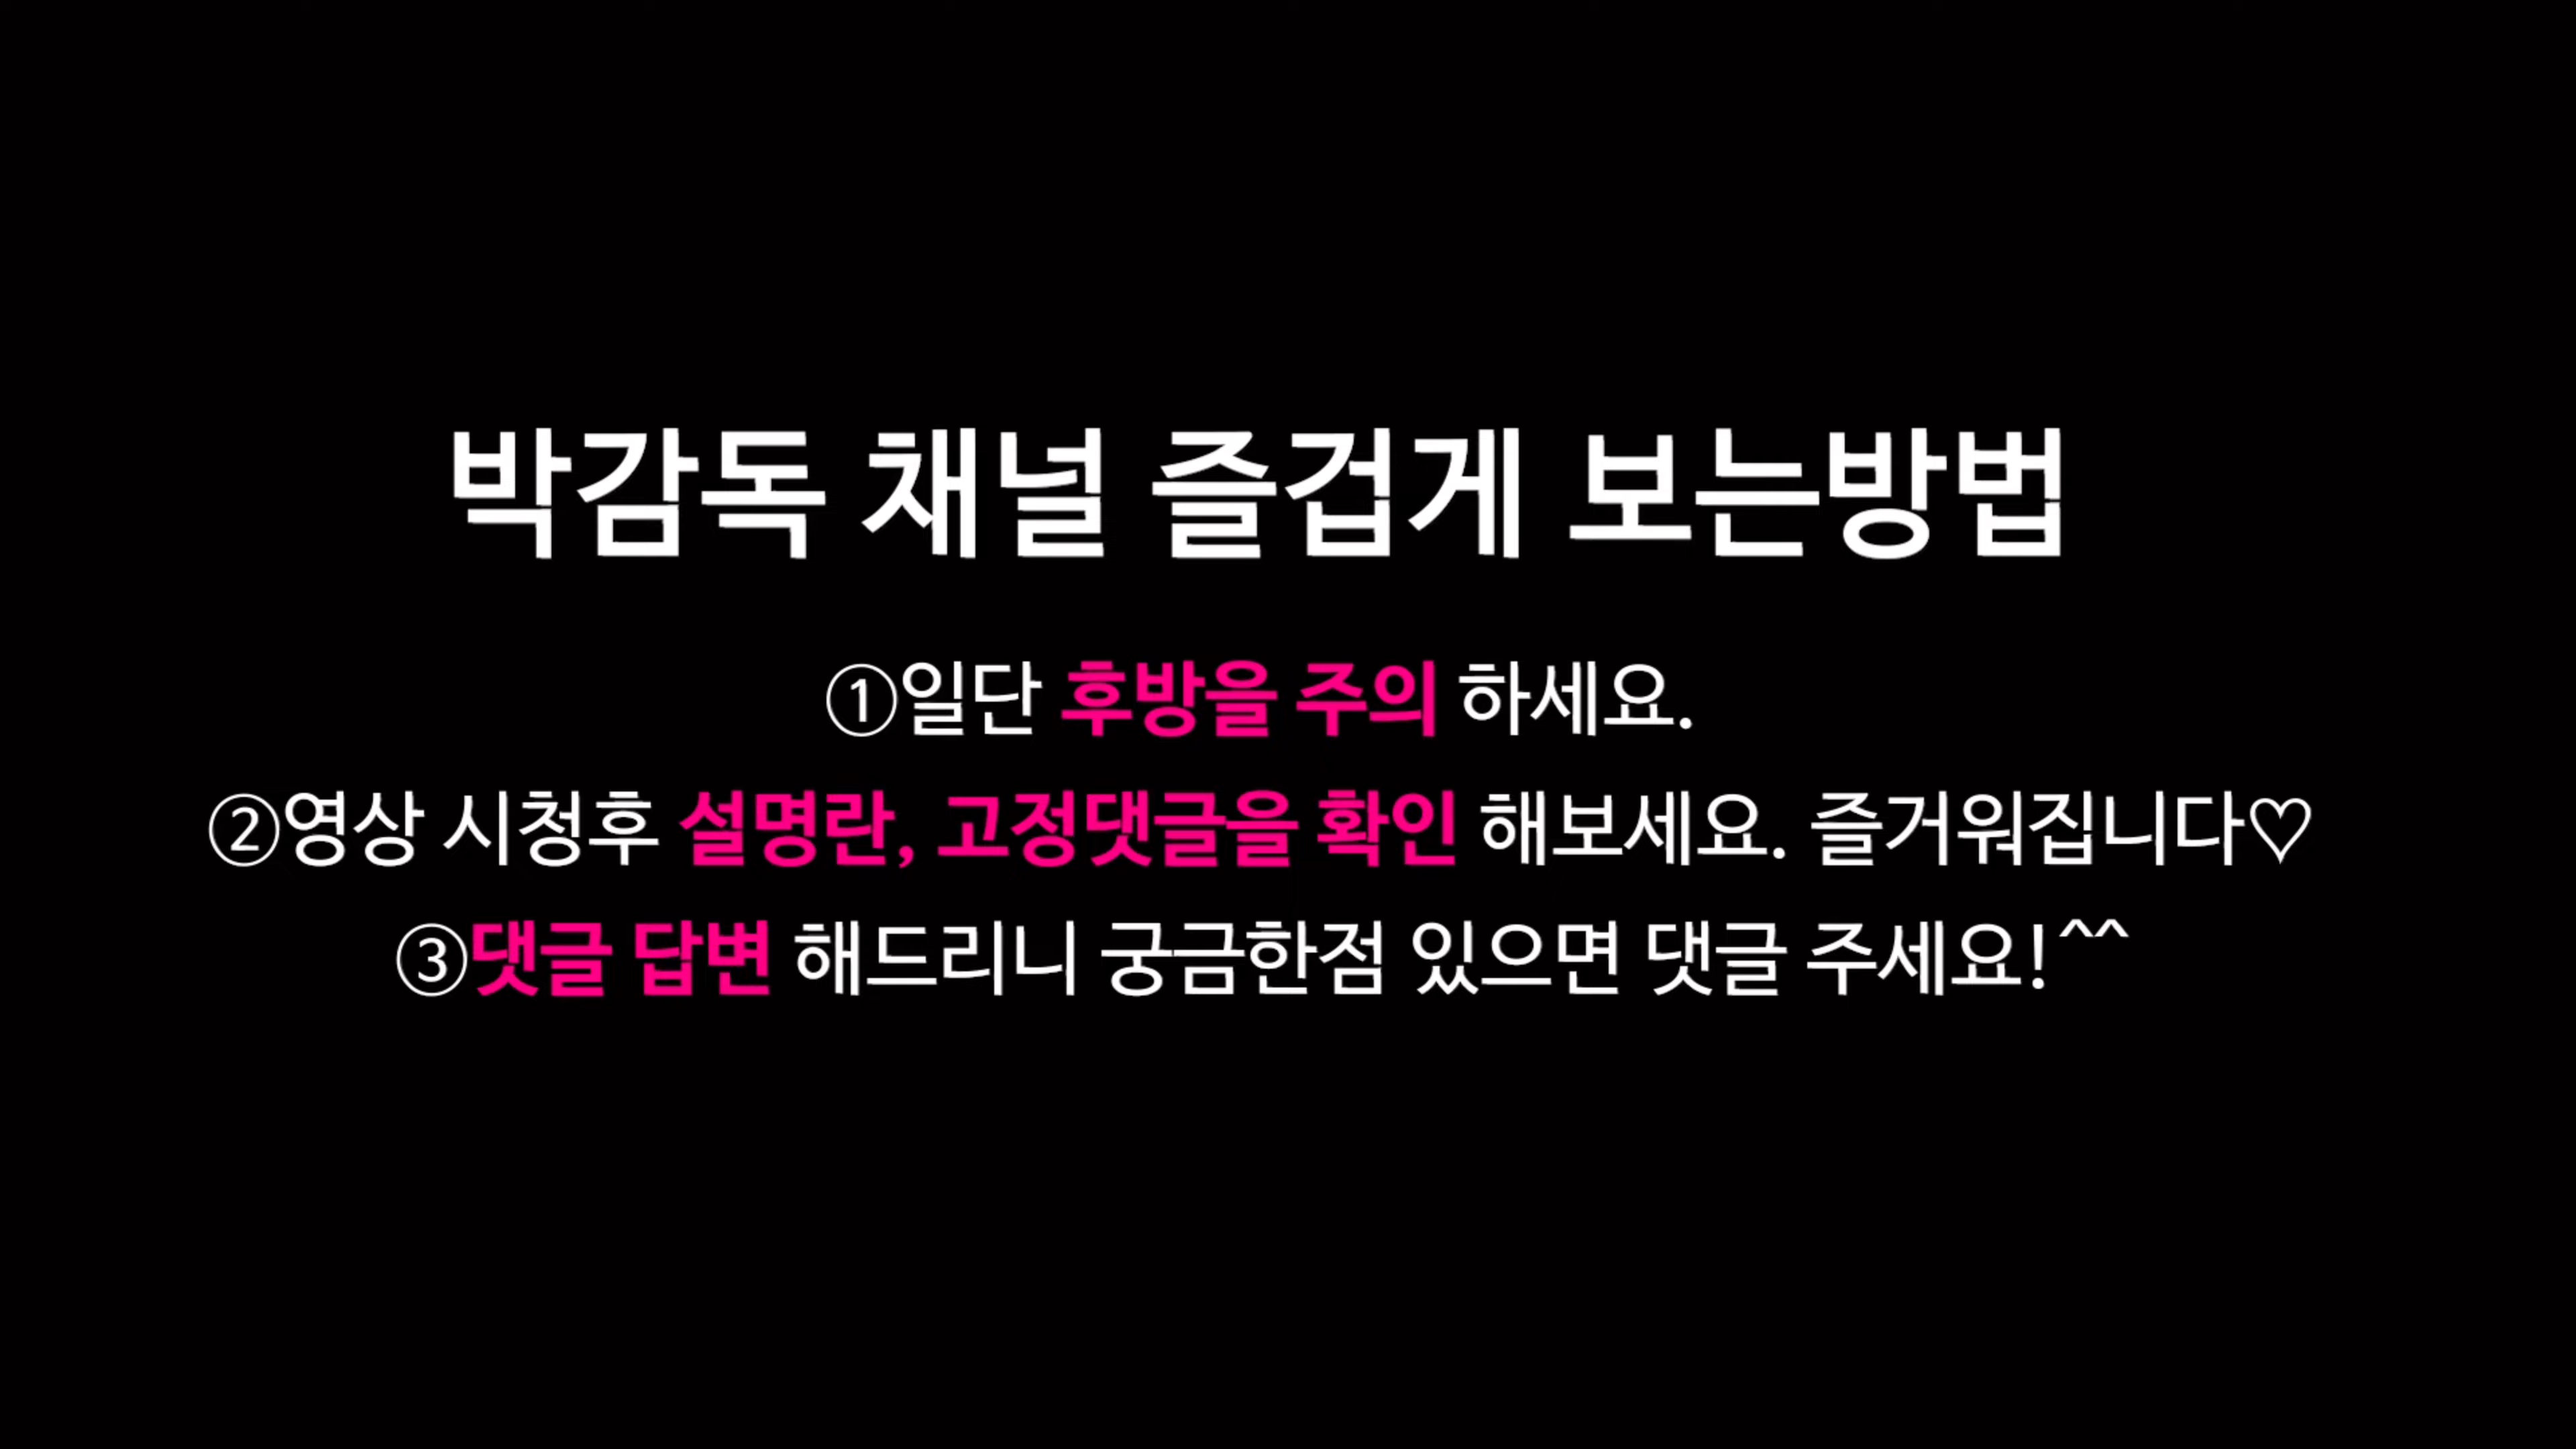 박감독 채널 즐겁게 보는방법
①일단 후방을 주의 하세요.
②영상 시청후 설명란, 고정댓글을 확인 해보세요. 즐거워집니다♡
③댓글 답변 해드리니 궁금한점 있으면 댓글 주세요!^^